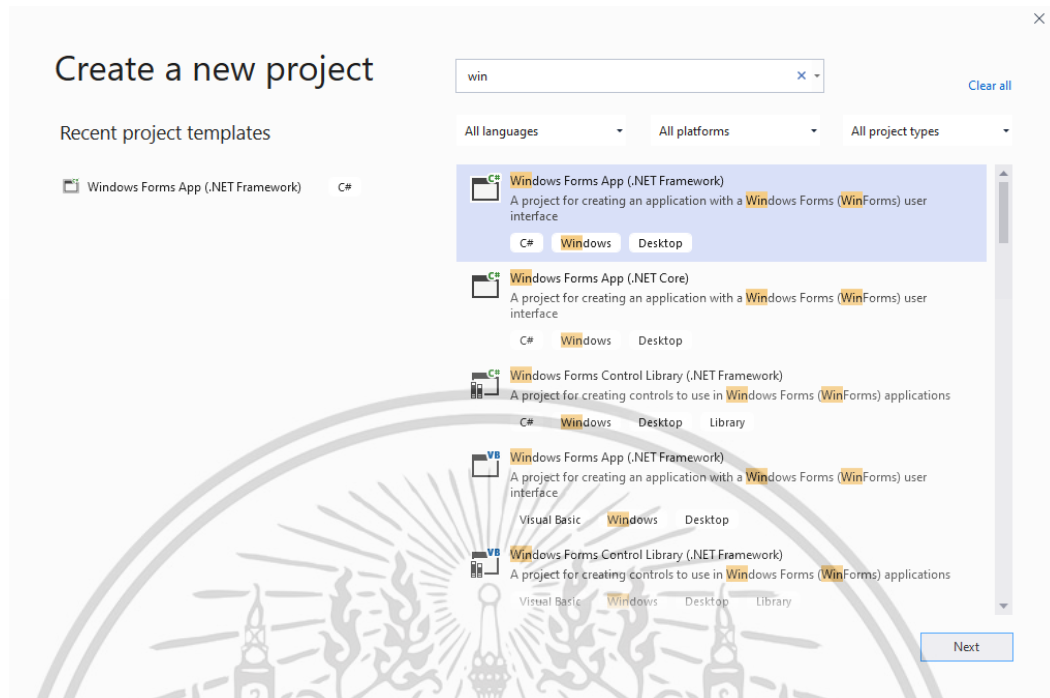 Create a new project
win
Clear all
Recent project templates
All languages
All platforms
All project types
Windows Forms App (.NET Framework)
C#
Windows Forms App (.NET Framework)
A project for creating an application with a Windows Forms (WinForms) user
interface
C#
Windows
Desktop
Windows Forms App (.NET Core)
A project for creating an application with a Windows Forms (WinForms) user
interface
C#
Windows
Desktop
Windows Forms Control Library (.NET Framework)
A project for creating controls to use in Windows Forms (WinForms) applications
C#
Windows
Desktop
Library
Windows Forms App (.NET Framework)
A project for creating an application with a Windows Forms (WinForms) user
interface
Visual Basic
Windows
Desktop
Windows Forms Control Library (.NET Framework)
A project for creating controls to use in Windows Forms (WinForms) applications
Visual Basic
Windows
Desktop
Library
Next